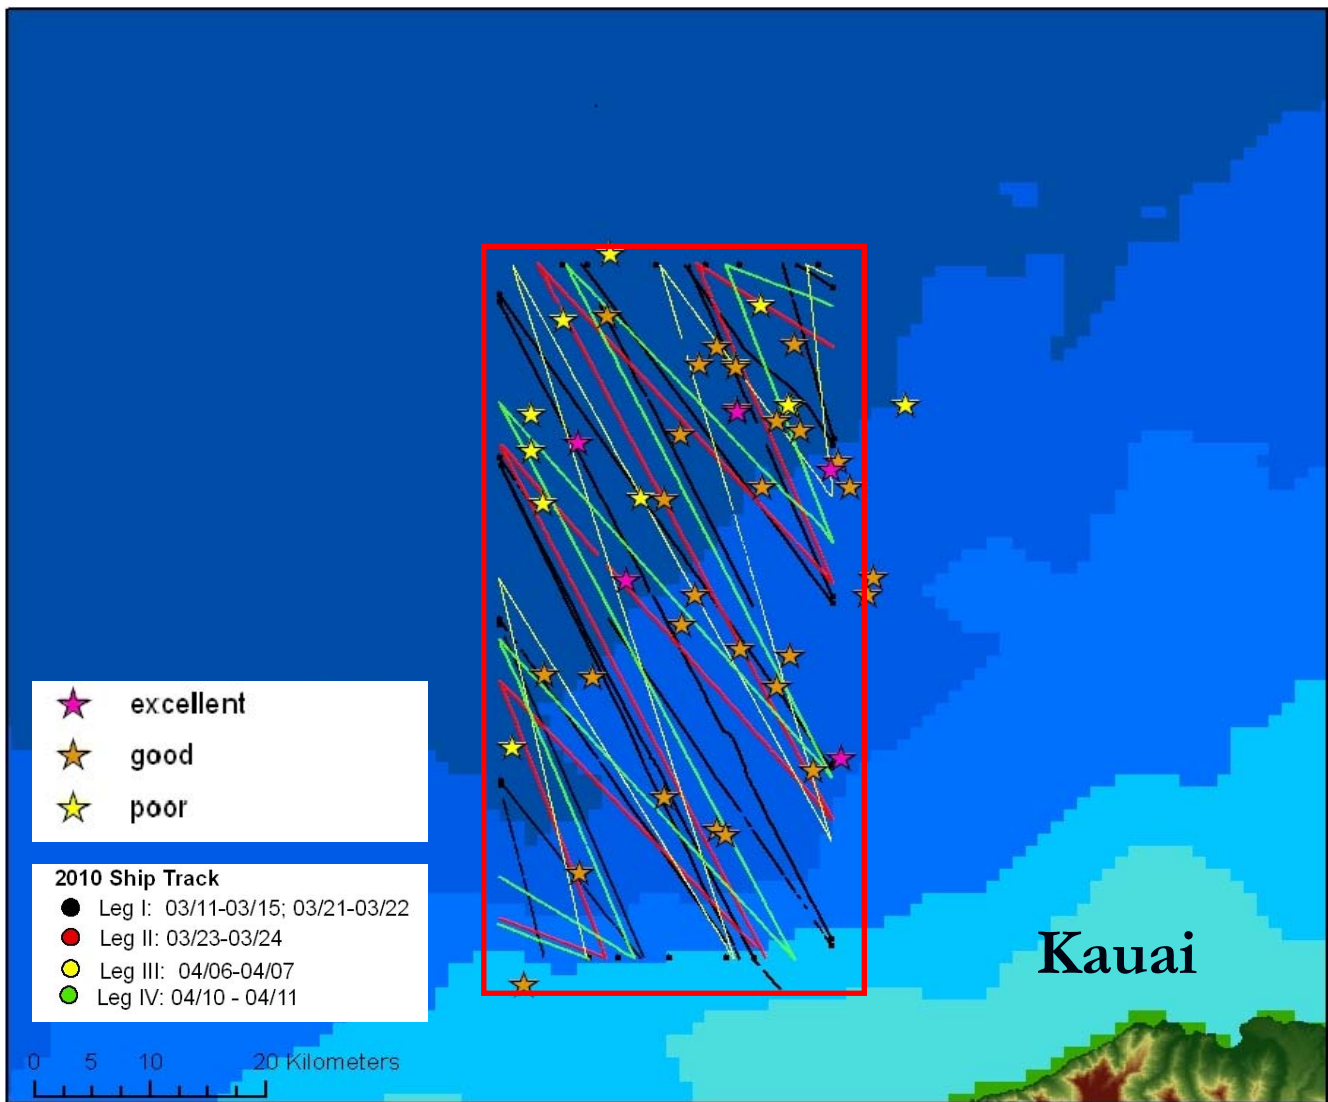 excellent
good
poor
2010 Ship Track
Leg I: 03/11-03/15; 03/21-03/22
Leg II: 03/23-03/24
Leg III: 04/06-04/07
Leg IV: 04/10 - 04/11
Kauai
0 5 10 20 Kilometers